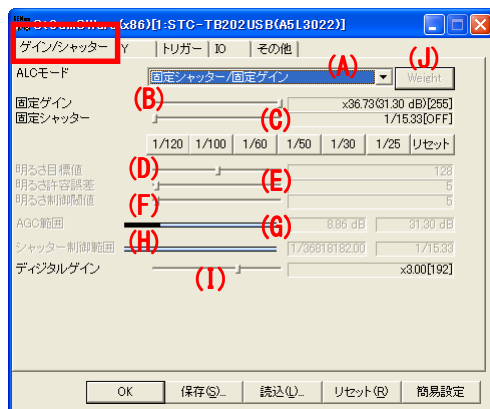 (x86)[1:STC-TB202USB(A5L3022)]
ゲイン/シャッター Y トリガー IO その他
(J)
ALCモード 固定シャッター/固定ゲイン (A) Weight
固定ゲイン (B) x36.73(31.30 dB)[255]
固定シャッター (C) 1/15.33[OFF]
1/120 1/100 1/60 1/50 1/30 1/25 リセット
明るさ目標値 (D) 128
明るさ許容誤差 (E) 5
明るさ制御閾値 (F) 5
AGC範囲 (G) 8.86 dB 31.30 dB
シャッター制御範囲 (H) 1/36818182.00 1/15.33
ディジタルゲイン (I) x3.00[192]
OK 保存(S)... 読込(L)... リセット(R) 簡易設定